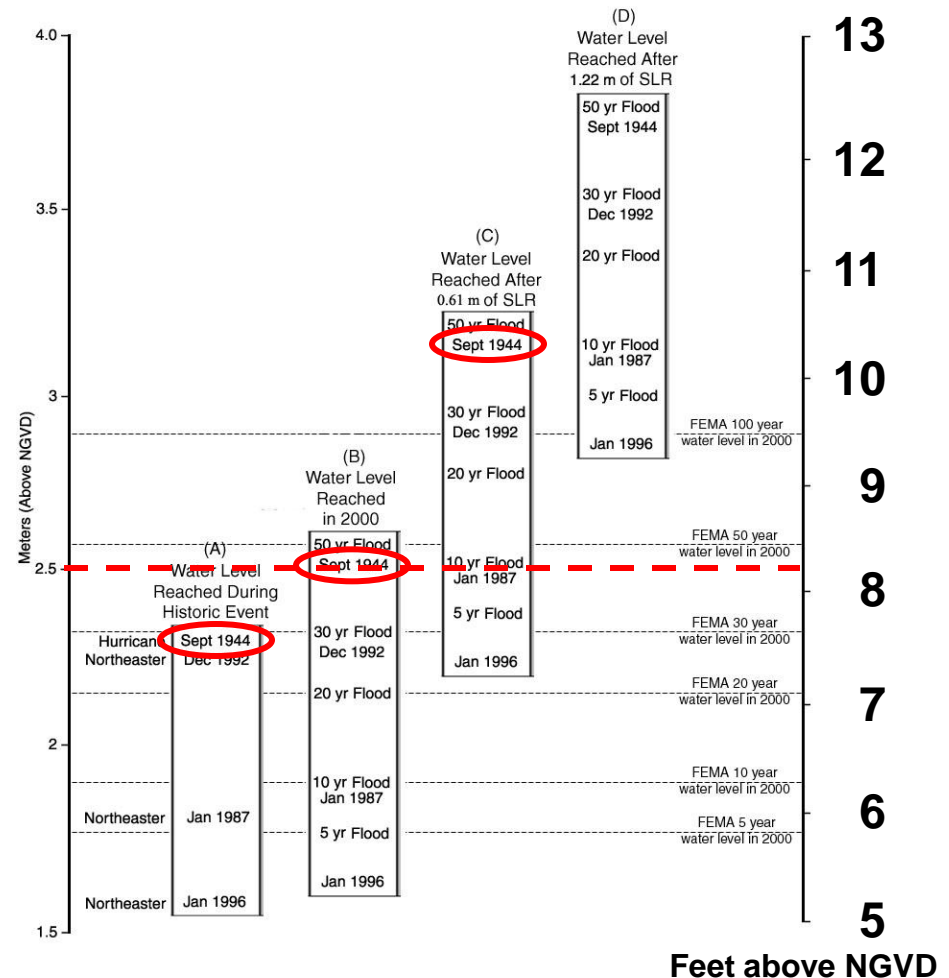 (A)
Water Level
Reached During
Historic Event
(B)
Water Level
Reached
in 2000
(C)
Water Level
Reached After
0.61 m of SLR
(D)
Water Level
Reached After
1.22 m of SLR
Meters (Above NGVD)
4.0
3.5
3
2.5
2
1.5
Hurricane
Sept 1944
Northeaster
Dec 1992
Northeaster
Jan 1987
Northeaster
Jan 1996
50 yr Flood
Sept 1944
30 yr Flood
Dec 1992
20 yr Flood
10 yr Flood
Jan 1987
5 yr Flood
Jan 1996
50 yr Flood
Sept 1944
30 yr Flood
Dec 1992
20 yr Flood
10 yr Flood
Jan 1987
5 yr Flood
Jan 1996
50 yr Flood
Sept 1944
30 yr Flood
Dec 1992
20 yr Flood
10 yr Flood
Jan 1987
5 yr Flood
Jan 1996
FEMA 100 year
water level in 2000
FEMA 50 year
water level in 2000
FEMA 30 year
water level in 2000
FEMA 20 year
water level in 2000
FEMA 10 year
water level in 2000
FEMA 5 year
water level in 2000
13
12
11
10
9
8
7
6
5
Feet above NGVD